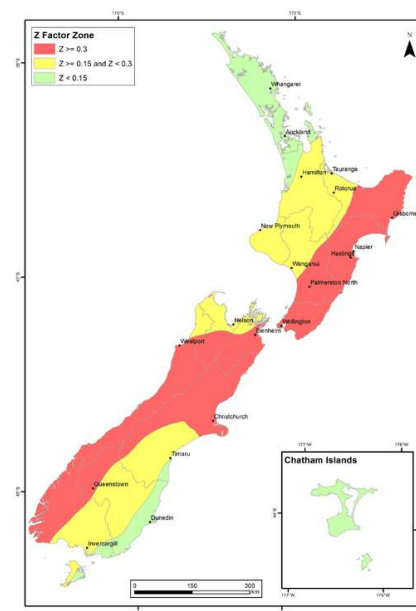 Z Factor Zone
Z >= 0.3
Z >= 0.15 and Z < 0.3
Z < 0.15
170°E
175°E
N
Whangarei
Auckland
Hamilton
Tauranga
Rotorua
Gisborne
New Plymouth
Napier
Hastings
Wanganui
Palmerston North
Nelson
Wellington
Blenheim
Westport
Christchurch
Timaru
Queenstown
Dunedin
Invercargill
Chatham Islands
0
150
300